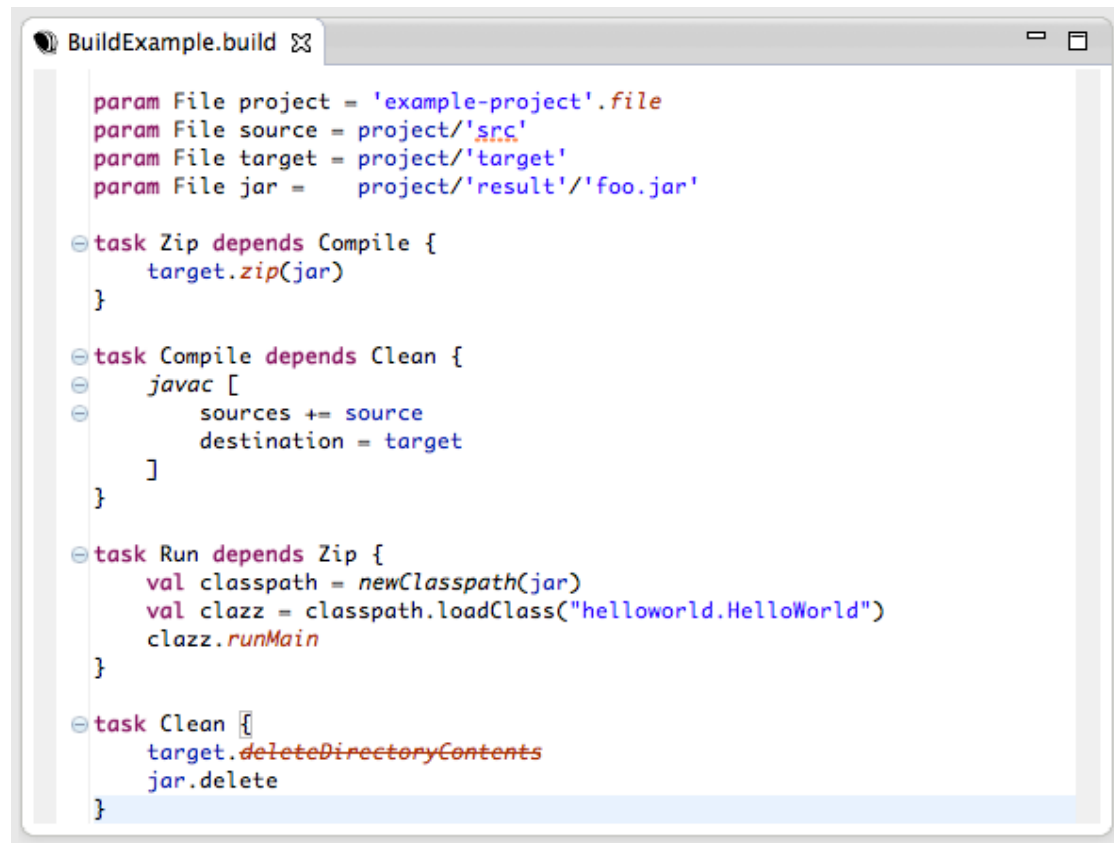 BuildExample.build
param File project = 'example-project'.file
param File source = project/'src'
param File target = project/'target'
param File jar =    project/'result'/'foo.jar'
task Zip depends Compile {
    target.zip(jar)
}
task Compile depends Clean {
    javac [
        sources += source
        destination = target
    ]
}
task Run depends Zip {
    val classpath = newClasspath(jar)
    val clazz = classpath.loadClass("helloworld.HelloWorld")
    clazz.runMain
}
task Clean {
    target.deleteDirectoryContents
    jar.delete
}